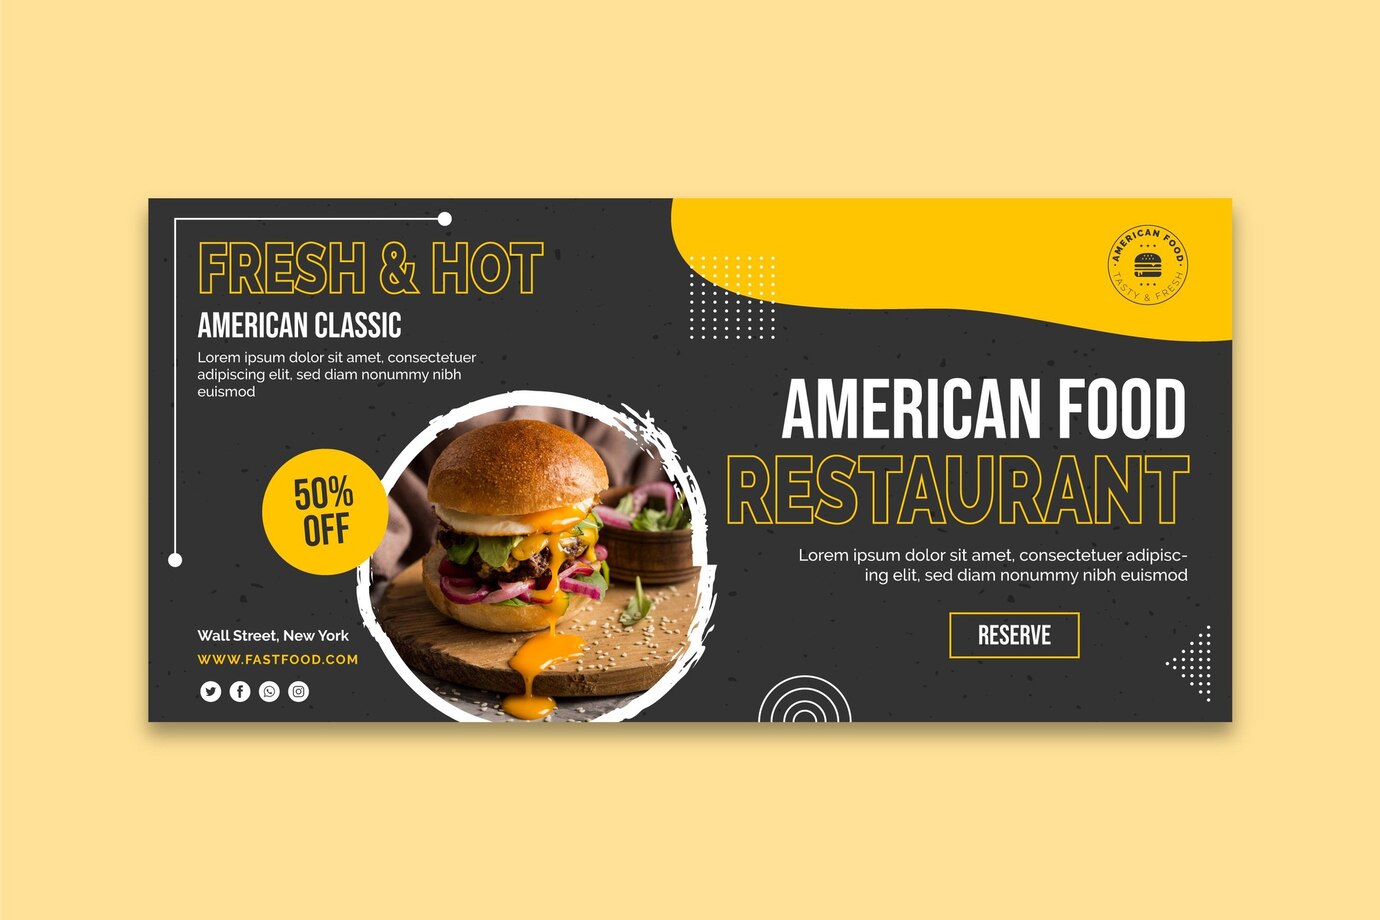 FRESH & HOT
AMERICAN CLASSIC
Lorem ipsum dolor sit amet, consectetuer
adipiscing elit, sed diam nonummy nibh
euismod
50%
OFF
Wall Street, New York
WWW.FASTFOOD.COM
AMERICAN FOOD
TASTY & FRESH
AMERICAN FOOD
RESTAURANT
Lorem ipsum dolor sit amet, consectetuer adipisc-
ing elit, sed diam nonummy nibh euismod
RESERVE